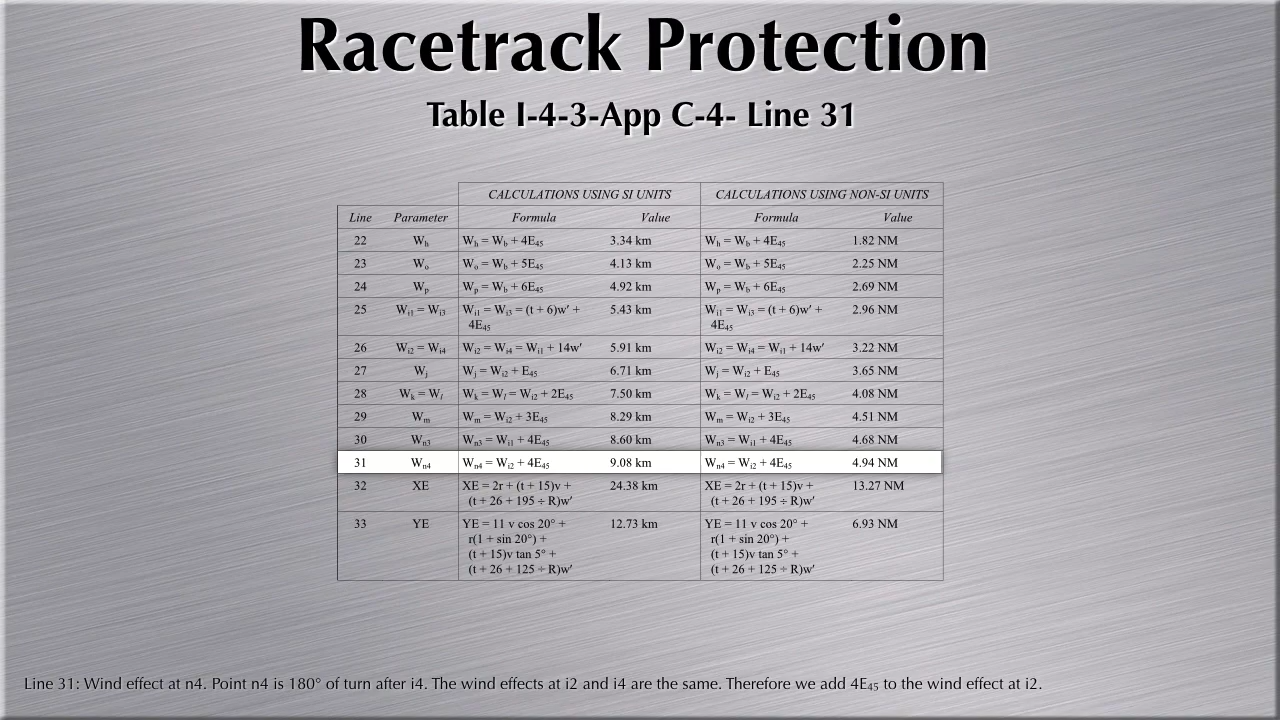 Racetrack Protection
Table I-4-3-App C-4- Line 31
CALCULATIONS USING SI UNITS CALCULATIONS USING NON-SI UNITS
Line Parameter Formula Value Formula Value
22 Wh Wh = Wb + 4E45 3.34 km Wh = Wb + 4E45 1.82 NM
23 Wo Wo = Wb + 5E45 4.13 km Wo = Wb + 5E45 2.25 NM
24 Wp Wp = Wb + 6E45 4.92 km Wp = Wb + 6E45 2.69 NM
25 Wi1 = Wi3 Wi1 = Wi3 = (t + 6)w′ + 5.43 km Wi1 = Wi3 = (t + 6)w′ + 2.96 NM
4E45 4E45
26 Wi2 = Wi4 Wi2 = Wi4 = Wi1 + 14w′ 5.91 km Wi2 = Wi4 = Wi1 + 14w′ 3.22 NM
27 Wj Wj = Wi2 + E45 6.71 km Wj = Wi2 + E45 3.65 NM
28 Wk = Wl Wk = Wl = Wi2 + 2E45 7.50 km Wk = Wl = Wi2 + 2E45 4.08 NM
29 Wm Wm = Wi2 + 3E45 8.29 km Wm = Wi2 + 3E45 4.51 NM
30 Wn3 Wn3 = Wi1 + 4E45 8.60 km Wn3 = Wi1 + 4E45 4.68 NM
31 Wn4 Wn4 = Wi2 + 4E45 9.08 km Wn4 = Wi2 + 4E45 4.94 NM
32 XE XE = 2r + (t + 15)v + 24.38 km XE = 2r + (t + 15)v + 13.27 NM
(t + 26 + 195 ÷ R)w′ (t + 26 + 195 ÷ R)w′
33 YE YE = 11 v cos 20° + 12.73 km YE = 11 v cos 20° + 6.93 NM
r(1 + sin 20°) + r(1 + sin 20°) +
(t + 15)v tan 5° + (t + 15)v tan 5° +
(t + 26 + 125 ÷ R)w′ (t + 26 + 125 ÷ R)w′
Line 31: Wind effect at n4. Point n4 is 180° of turn after i4. The wind effects at i2 and i4 are the same. Therefore we add 4E45 to the wind effect at i2.